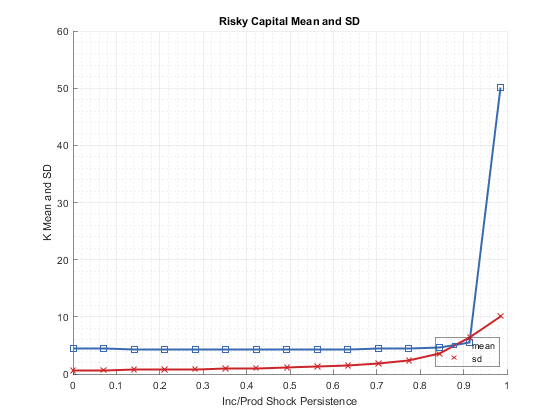 Risky Capital Mean and SD
60
50
40
30
20
10
0
K Mean and SD
0 0.1 0.2 0.3 0.4 0.5 0.6 0.7 0.8 0.9 1
Inc/Prod Shock Persistence
mean
sd